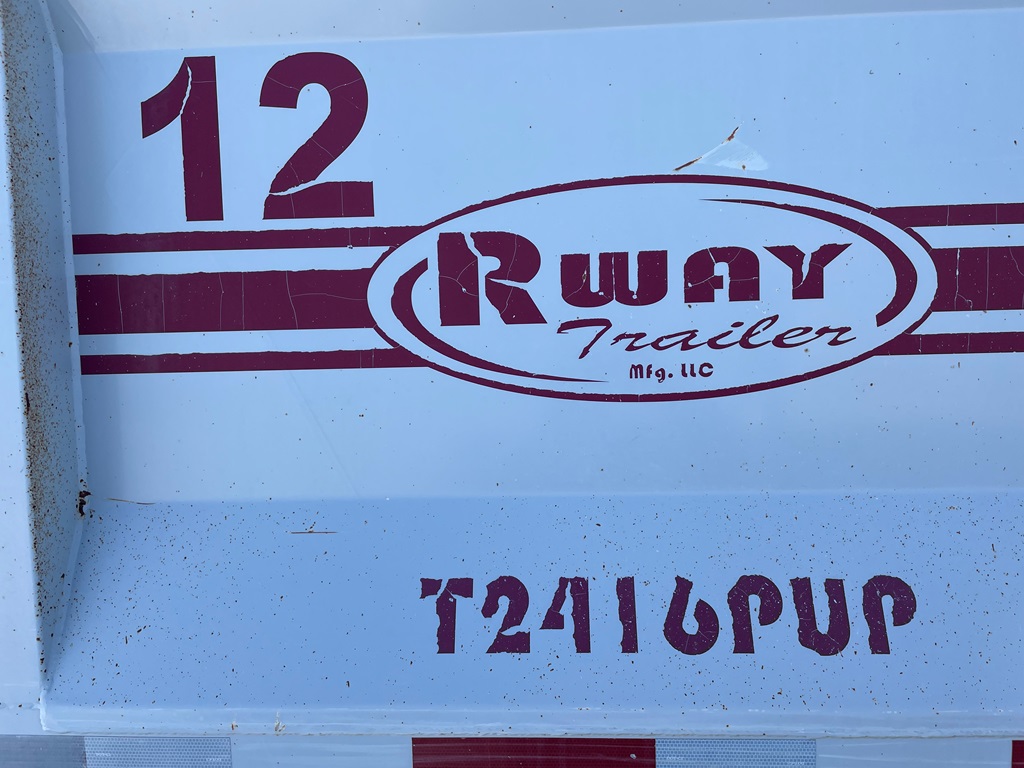 12
RWAY
Trailer
Mfg. LLC
T2416PUP